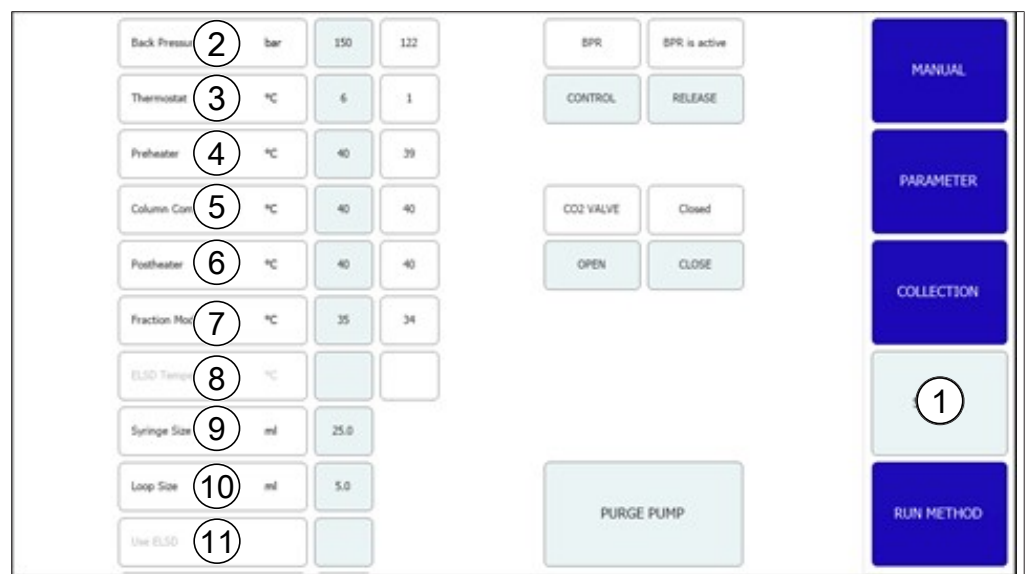 Back Pressu 2 bar 150 122 BPR BPR is active
MANUAL
Thermostat 3 °C 6 1 CONTROL RELEASE
Preheater 4 °C 40 39
PARAMETER
Column Com 5 °C 40 40 CO2 VALVE Closed
Postheater 6 °C 40 40 OPEN CLOSE
COLLECTION
Fraction Mod 7 °C 35 34
ELSD Tempe 8 °C
1
Syringe Size 9 ml 25.0
Loop Size 10 ml 5.0
PURGE PUMP RUN METHOD
Use ELSD 11